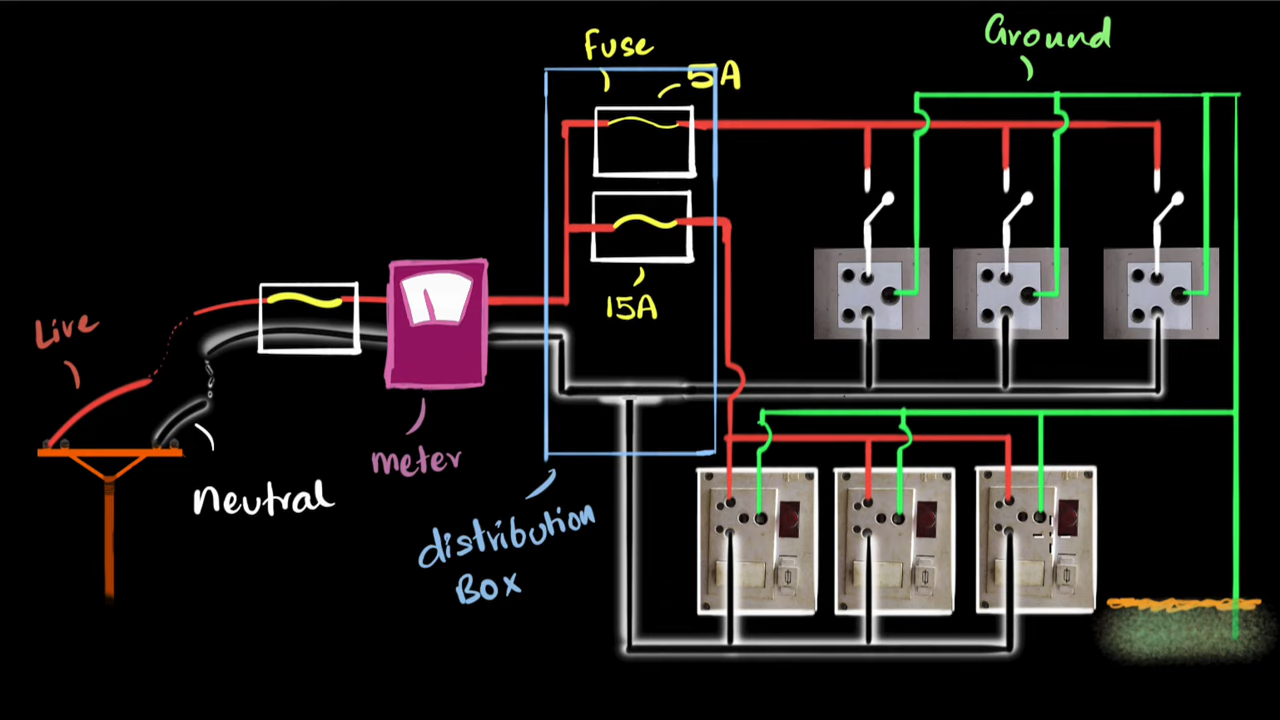 Fuse
5A
Ground
15A
Live
meter
neutral
distribution
Box